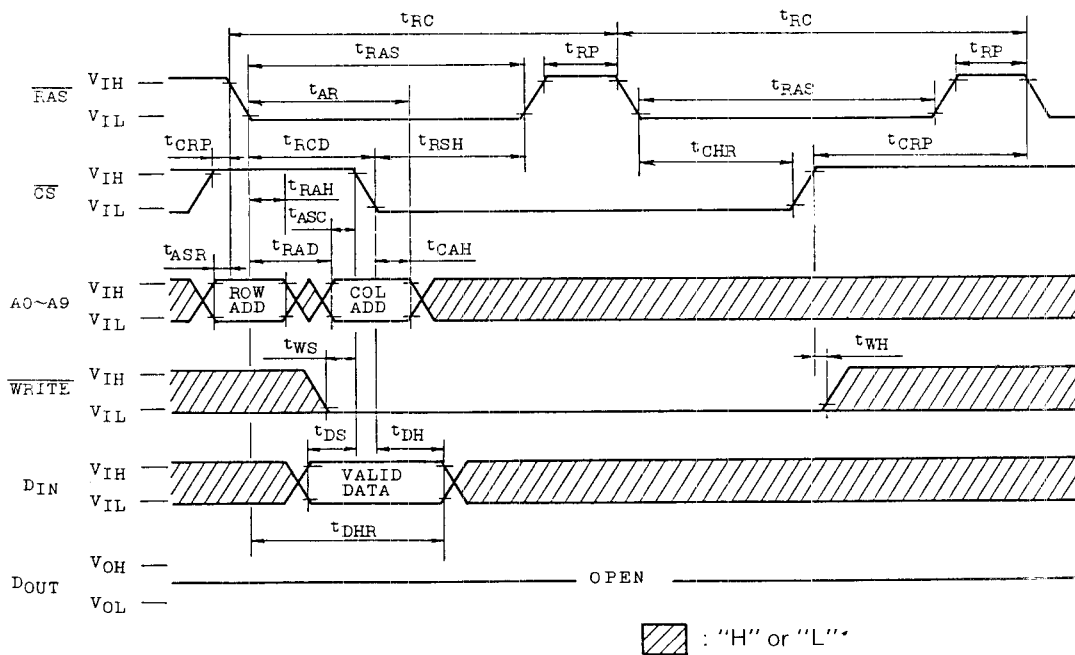 tRC tRC
tRAS tRP tRP
RAS VIH
tAR tRAS
VIL
tCRP tRCD tRSH tCHR tCRP
CS VIH
tRAH
VIL
tASC
tASR tRAD tCAH
A0~A9 VIH
ROW ADD COL ADD
VIL
tWS tWH
WRITE VIH
VIL
tDS tDH
DIN VIH
VALID DATA
VIL
tDHR
DOUT VOH
OPEN
VOL
: "H" or "L"